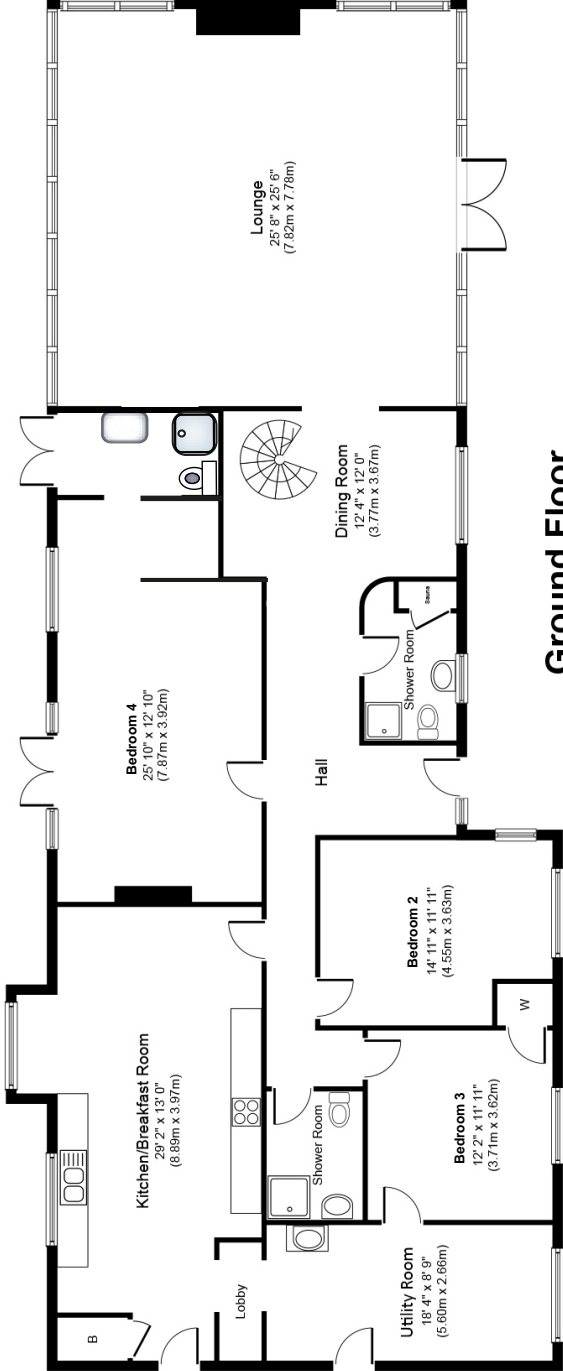 Lounge
25' 8" x 25' 6"
(7.82m x 7.78m)
Dining Room
12' 4" x 12' 0"
(3.77m x 3.67m)
Sauna
Shower Room
Bedroom 4
25' 10" x 12' 10"
(7.87m x 3.92m)
Hall
Ground Floor
Bedroom 2
14' 11" x 11' 11"
(4.55m x 3.63m)
W
Kitchen/Breakfast Room
29' 2" x 13' 0"
(8.89m x 3.97m)
Shower Room
Bedroom 3
12' 2" x 11' 11"
(3.71m x 3.62m)
Lobby
Utility Room
18' 4" x 8' 9"
(5.60m x 2.66m)
B